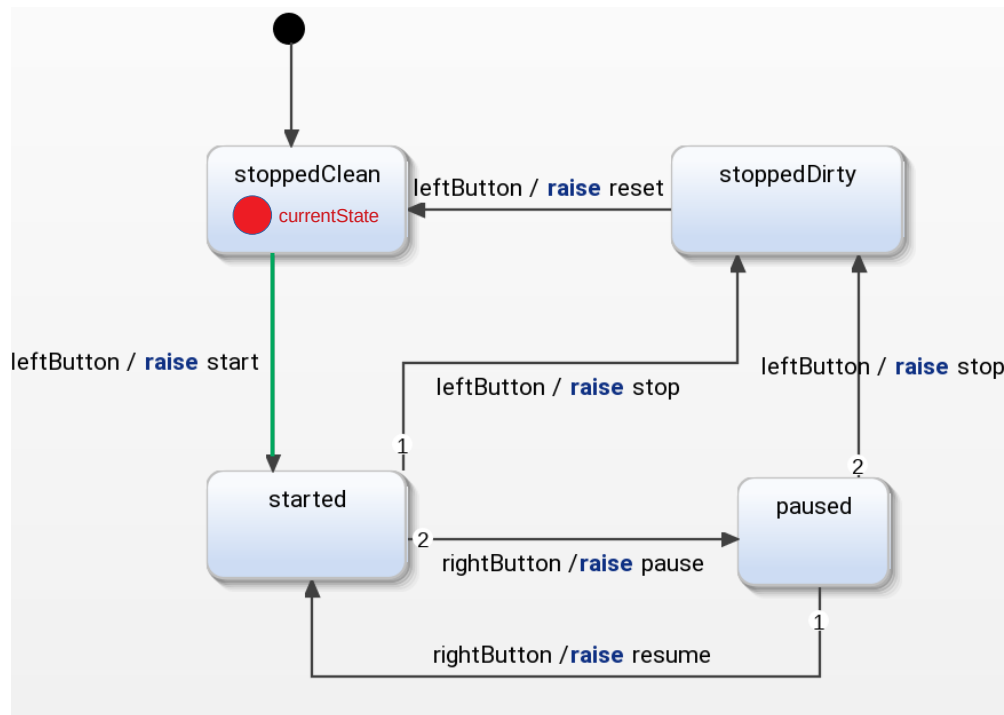 stoppedClean
currentState
leftButton / raise reset
stoppedDirty
leftButton / raise start
leftButton / raise stop
leftButton / raise stop
1
2
started
2
rightButton /raise pause
paused
1
rightButton /raise resume